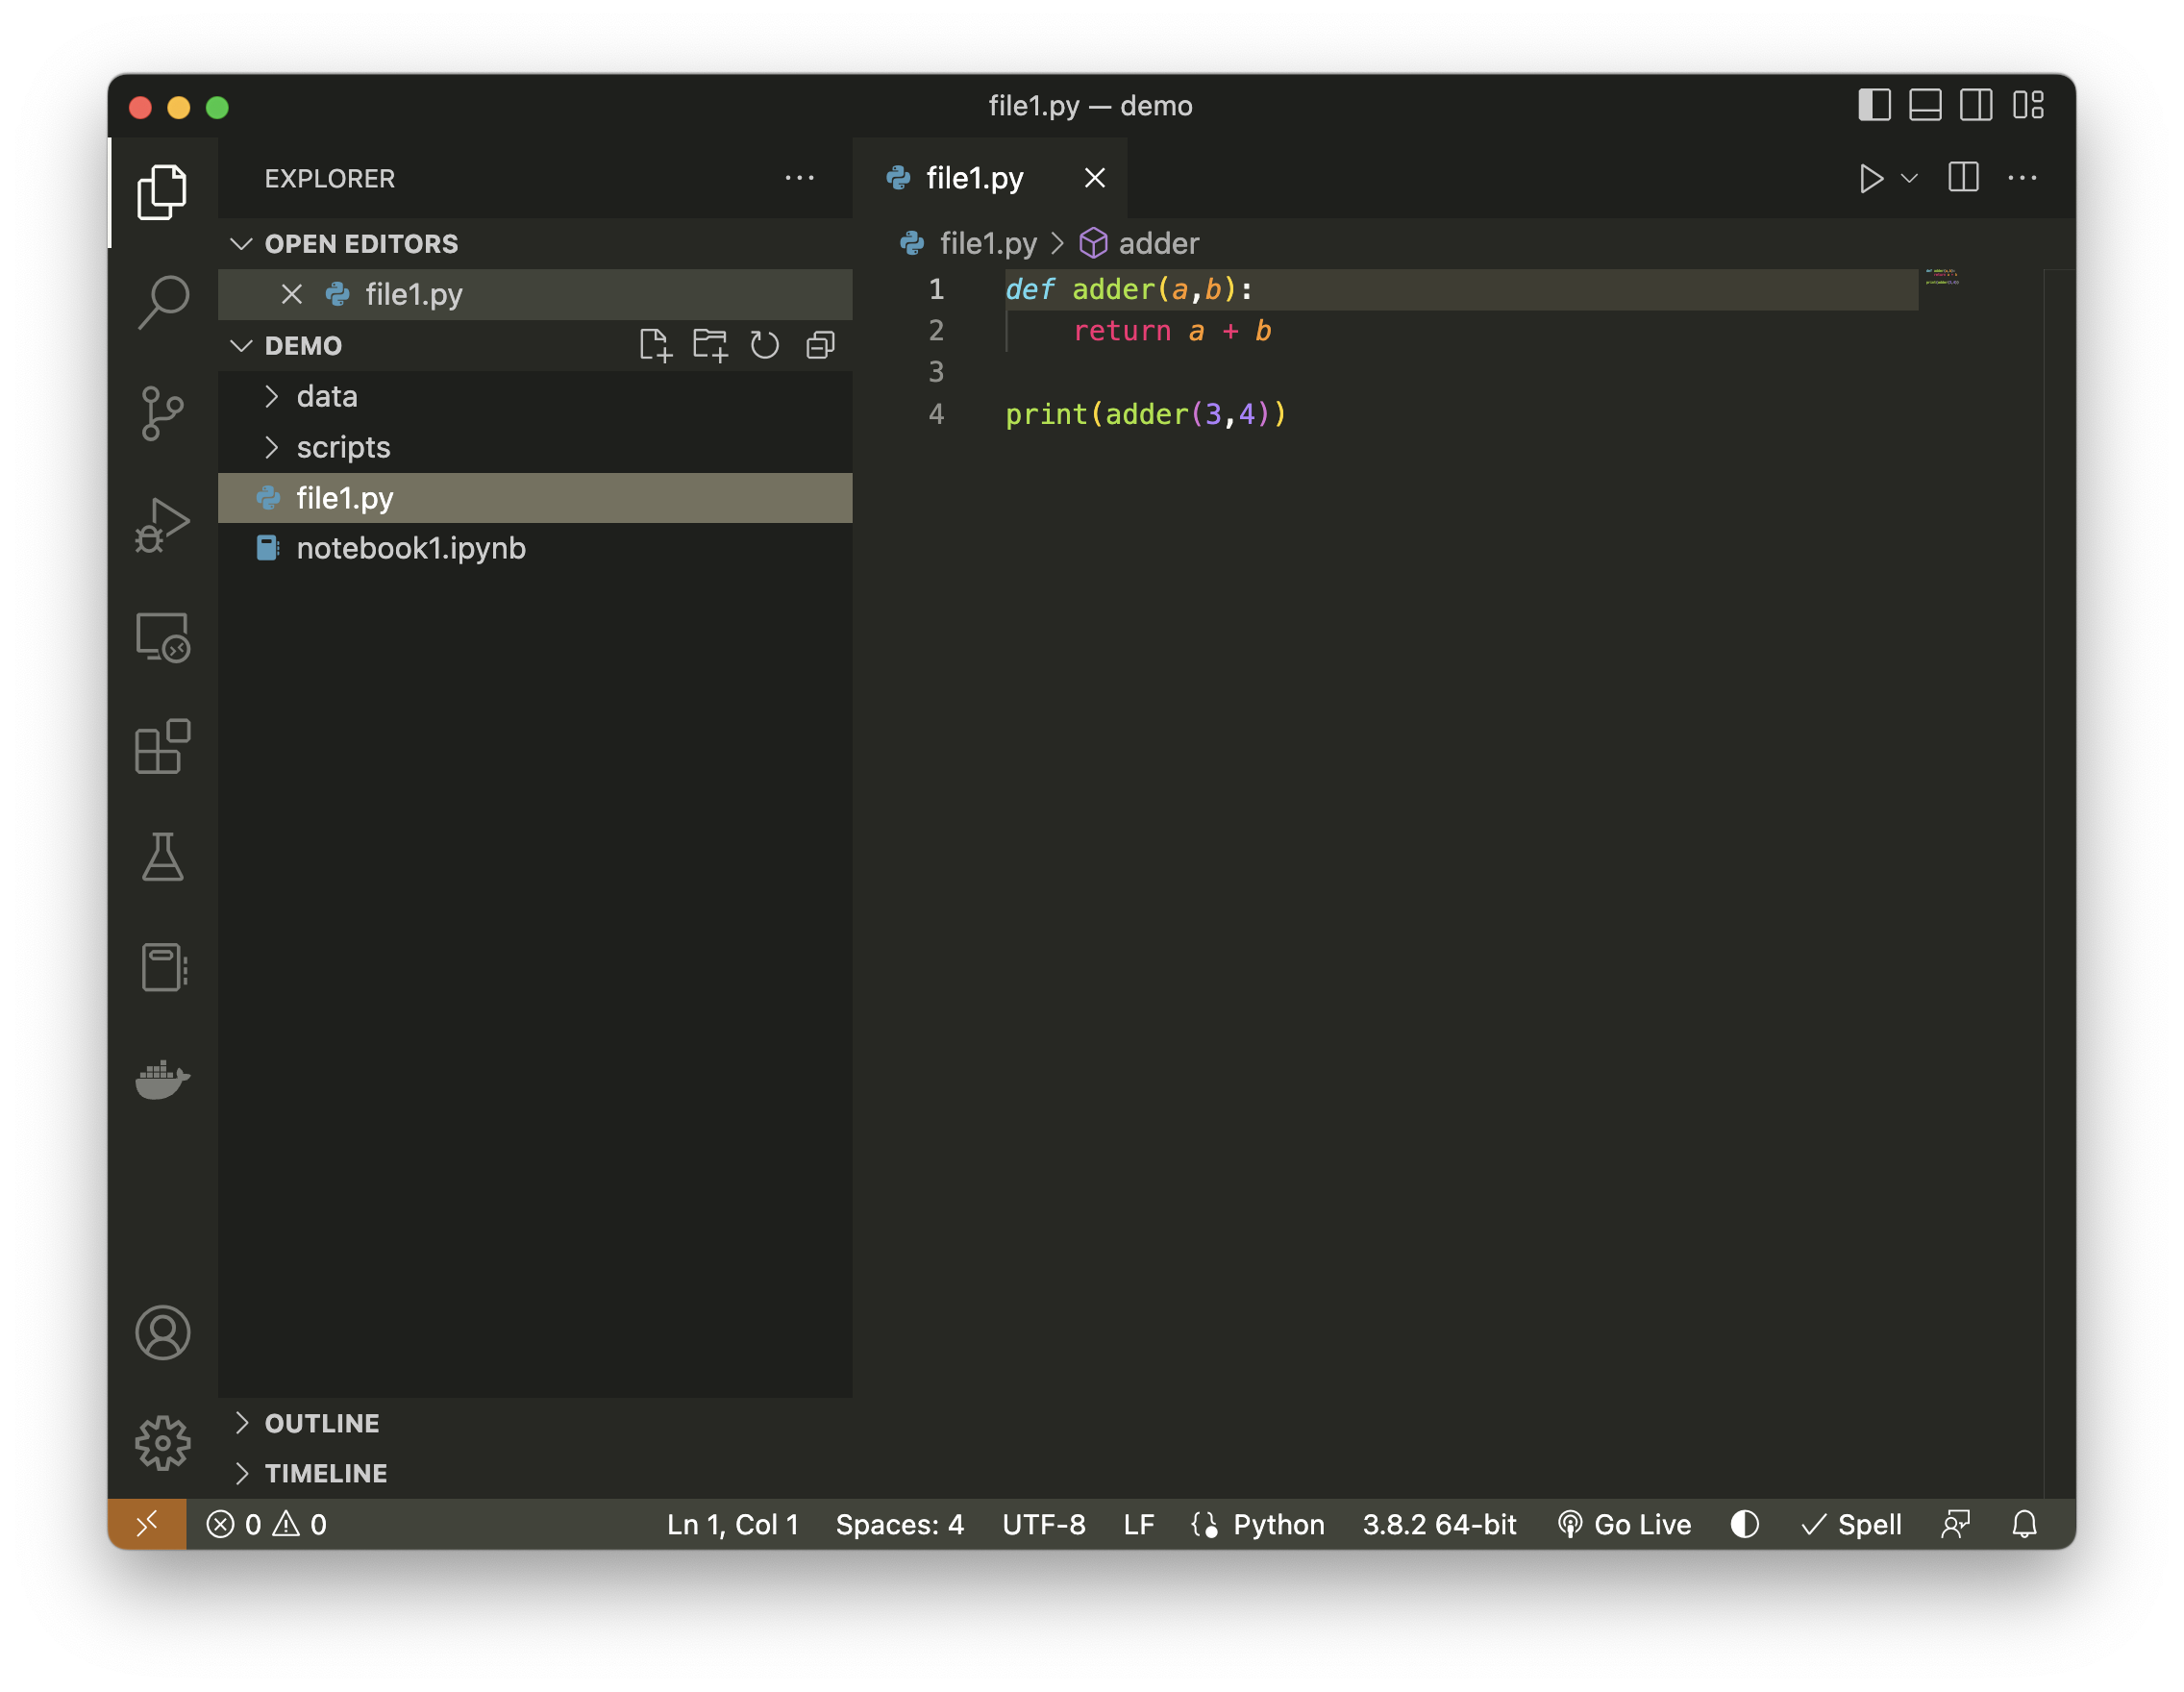 file1.py — demo
EXPLORER
OPEN EDITORS
file1.py
DEMO
data
scripts
file1.py
notebook1.ipynb
OUTLINE
TIMELINE
file1.py
file1.py > adder
1 def adder(a,b):
2     return a + b
3
4 print(adder(3,4))
0 0 Ln 1, Col 1 Spaces: 4 UTF-8 LF Python 3.8.2 64-bit Go Live Spell